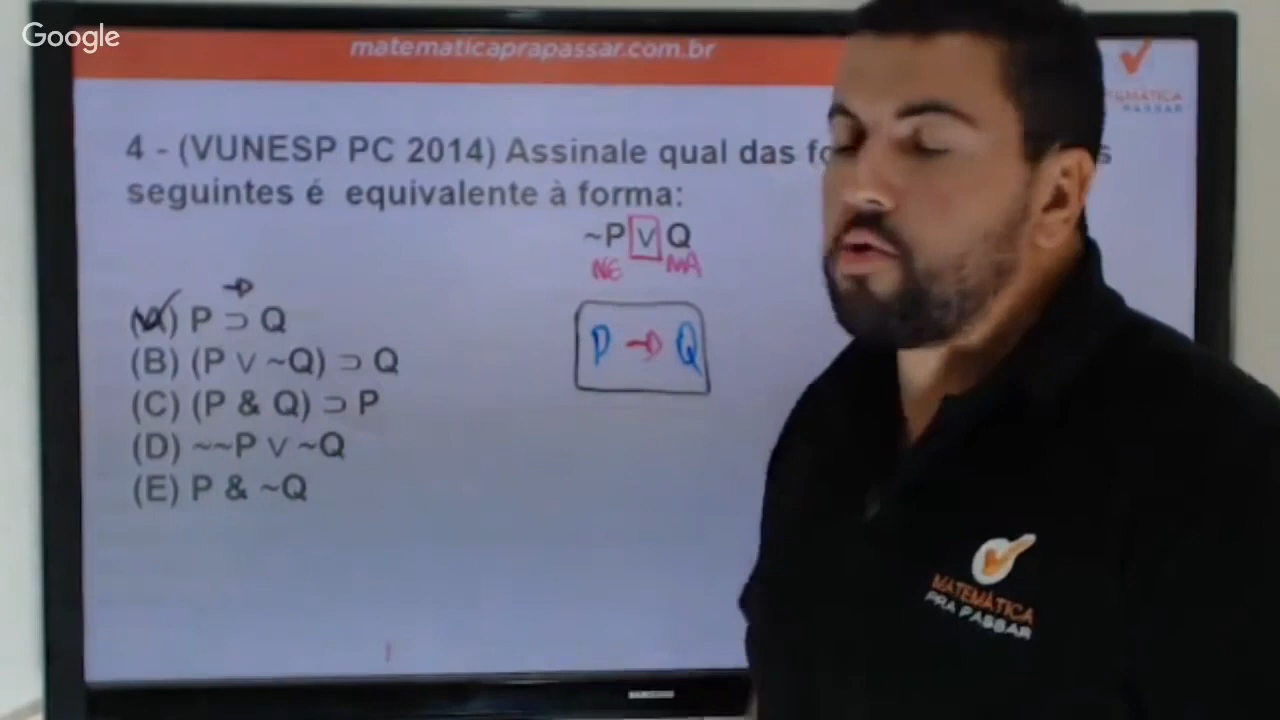 Google
matematicaprapassar.com.br
4 - (VUNESP PC 2014) Assinale qual das
seguintes é equivalente à forma:
~P ∨ Q
NE MA
→
(A) P ⊃ Q
P → Q
(B) (P ∨ ~Q) ⊃ Q
(C) (P & Q) ⊃ P
(D) ~~P ∨ ~Q
(E) P & ~Q
PASSAR
MATEMÁTICA
PRA PASSAR